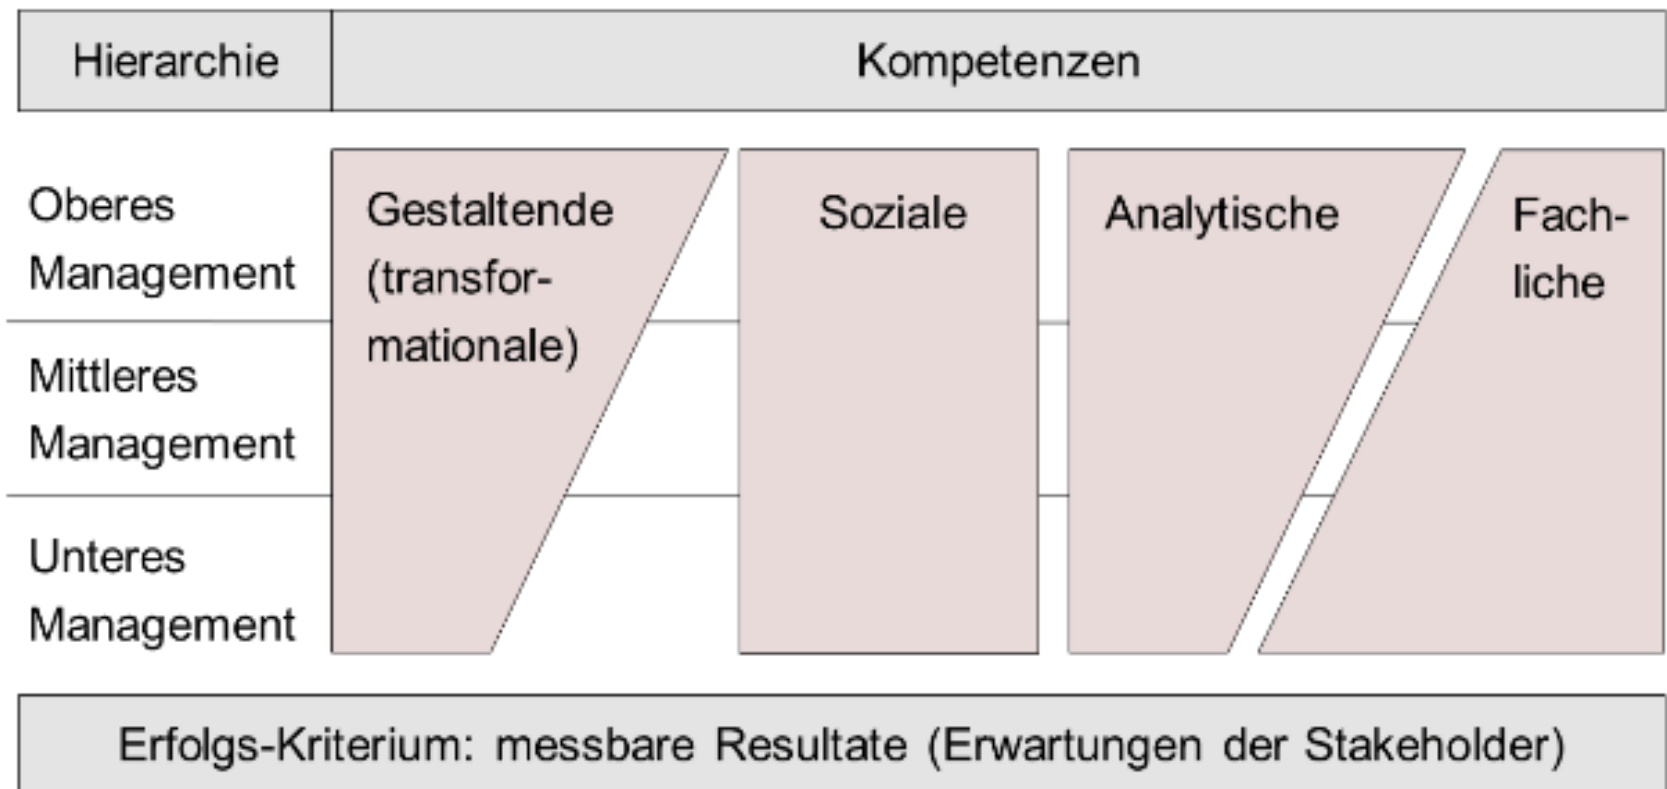 Hierarchie
Kompetenzen
Oberes
Management
Gestaltende
(transfor-
mationale)
Soziale
Analytische
Fach-
liche
Mittleres
Management
Unteres
Management
Erfolgs-Kriterium: messbare Resultate (Erwartungen der Stakeholder)